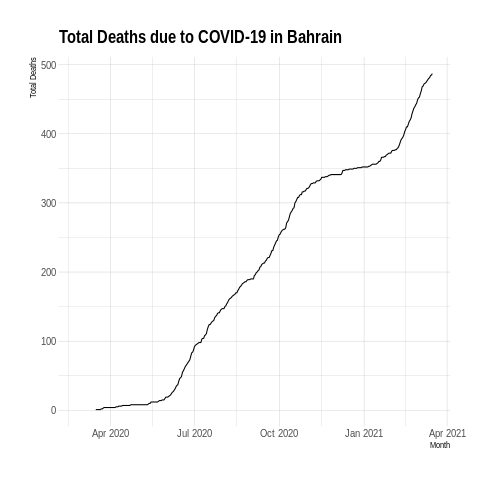 Total Deaths due to COVID-19 in Bahrain
Total Deaths
500
400
300
200
100
0
Apr 2020 Jul 2020 Oct 2020 Jan 2021 Apr 2021
Month